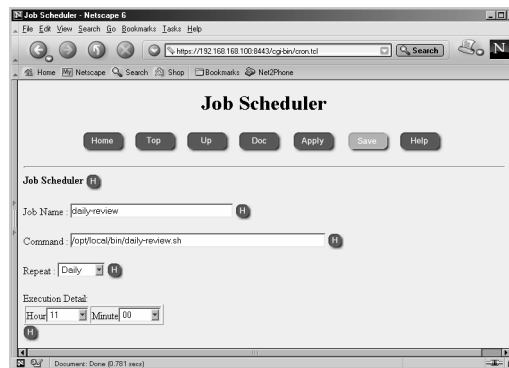 Job Scheduler - Netscape 6
File Edit View Search Go Bookmarks Tasks Help
https://192.168.168.100:8443/cgi-bin/cron.tcl Search N
Home My Netscape Search Shop Bookmarks Net2Phone
Job Scheduler
Home Top Up Doc Apply Save Help
Job Scheduler H
Job Name : daily-review H
Command : /opt/local/bin/daily-review.sh H
Repeat : Daily H
Execution Detail:
Hour 11 Minute 00
H
Document: Done (0.781 secs)